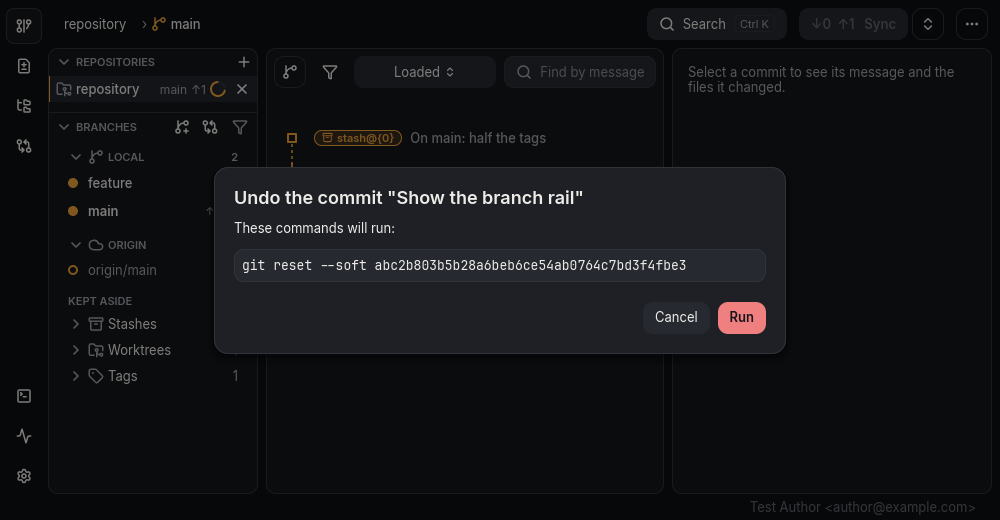 repository › main
Search Ctrl K
↓0 ↑1 Sync
REPOSITORIES
repository main ↑1
BRANCHES
LOCAL 2
feature
main ↑
ORIGIN
origin/main
KEPT ASIDE
Stashes
Worktrees
Tags 1
Loaded
Find by message
stash@{0} On main: half the tags
Select a commit to see its message and the
files it changed.
Undo the commit "Show the branch rail"
These commands will run:
git reset --soft abc2b803b5b28a6beb6ce54ab0764c7bd3f4fbe3
Cancel Run
Test Author <author@example.com>